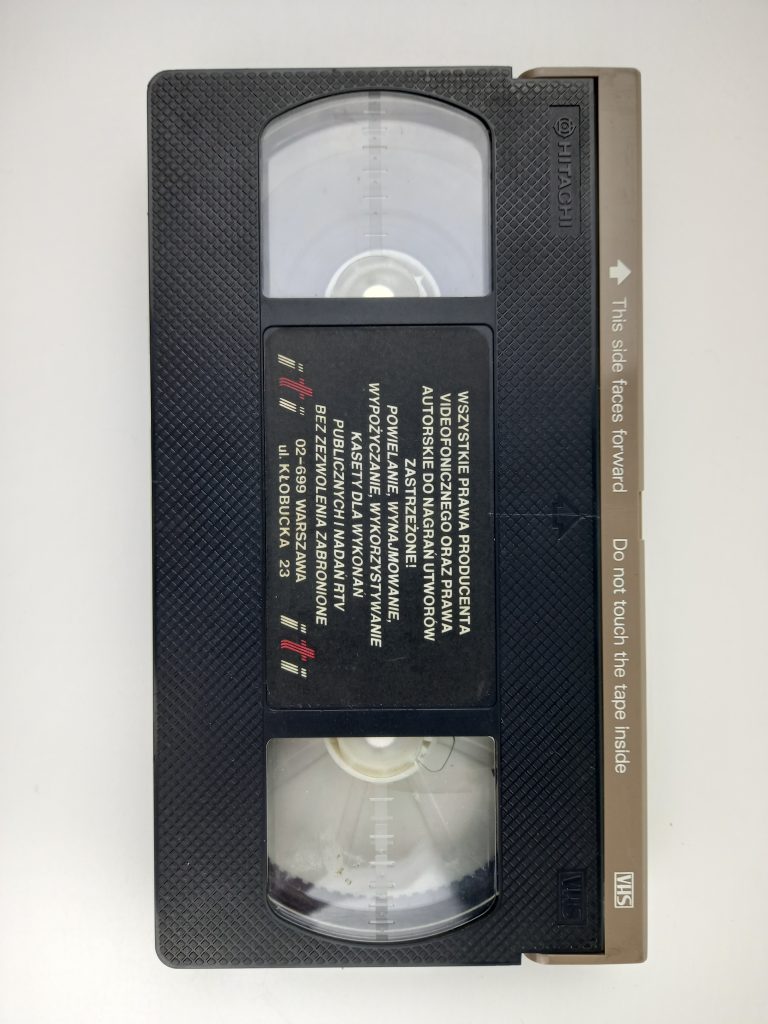 HITACHI
This side faces forward
Do not touch the tape inside
VHS
WSZYSTKIE PRAWA PRODUCENTA
VIDEOFONICZNEGO ORAZ PRAWA
AUTORSKIE DO NAGRAŃ UTWORÓW
ZASTRZEŻONE!
POWIELANIE, WYNAJMOWANIE,
WYPOŻYCZANIE, WYKORZYSTYWANIE
KASETY DLA WYKONAŃ
PUBLICZNYCH I NADAŃ RTV
BEZ ZEZWOLENIA ZABRONIONE
02-699 WARSZAWA
ul. KŁOBUCKA 23
VHS